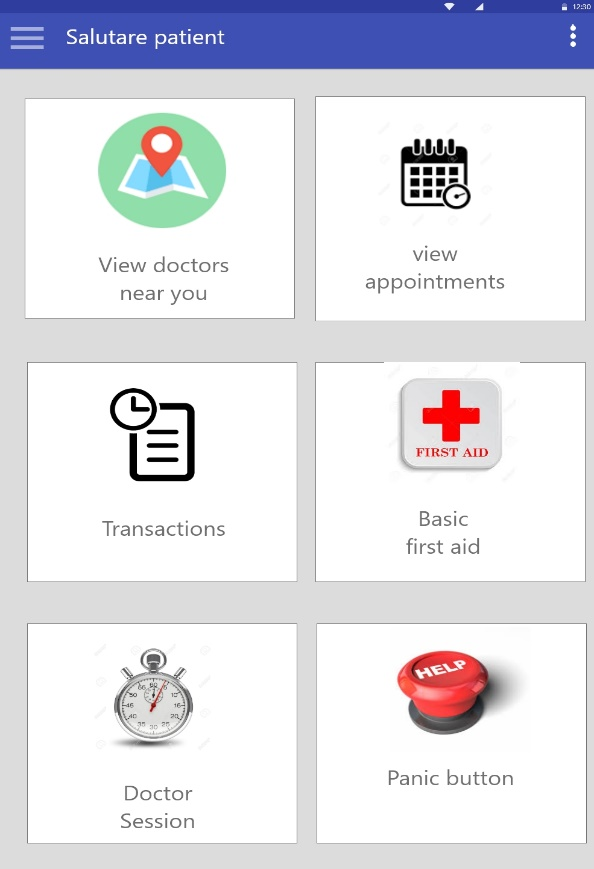 12:30
Salutare patient
View doctors
near you
view
appointments
Transactions
FIRST AID
Basic
first aid
Doctor
Session
HELP
Panic button